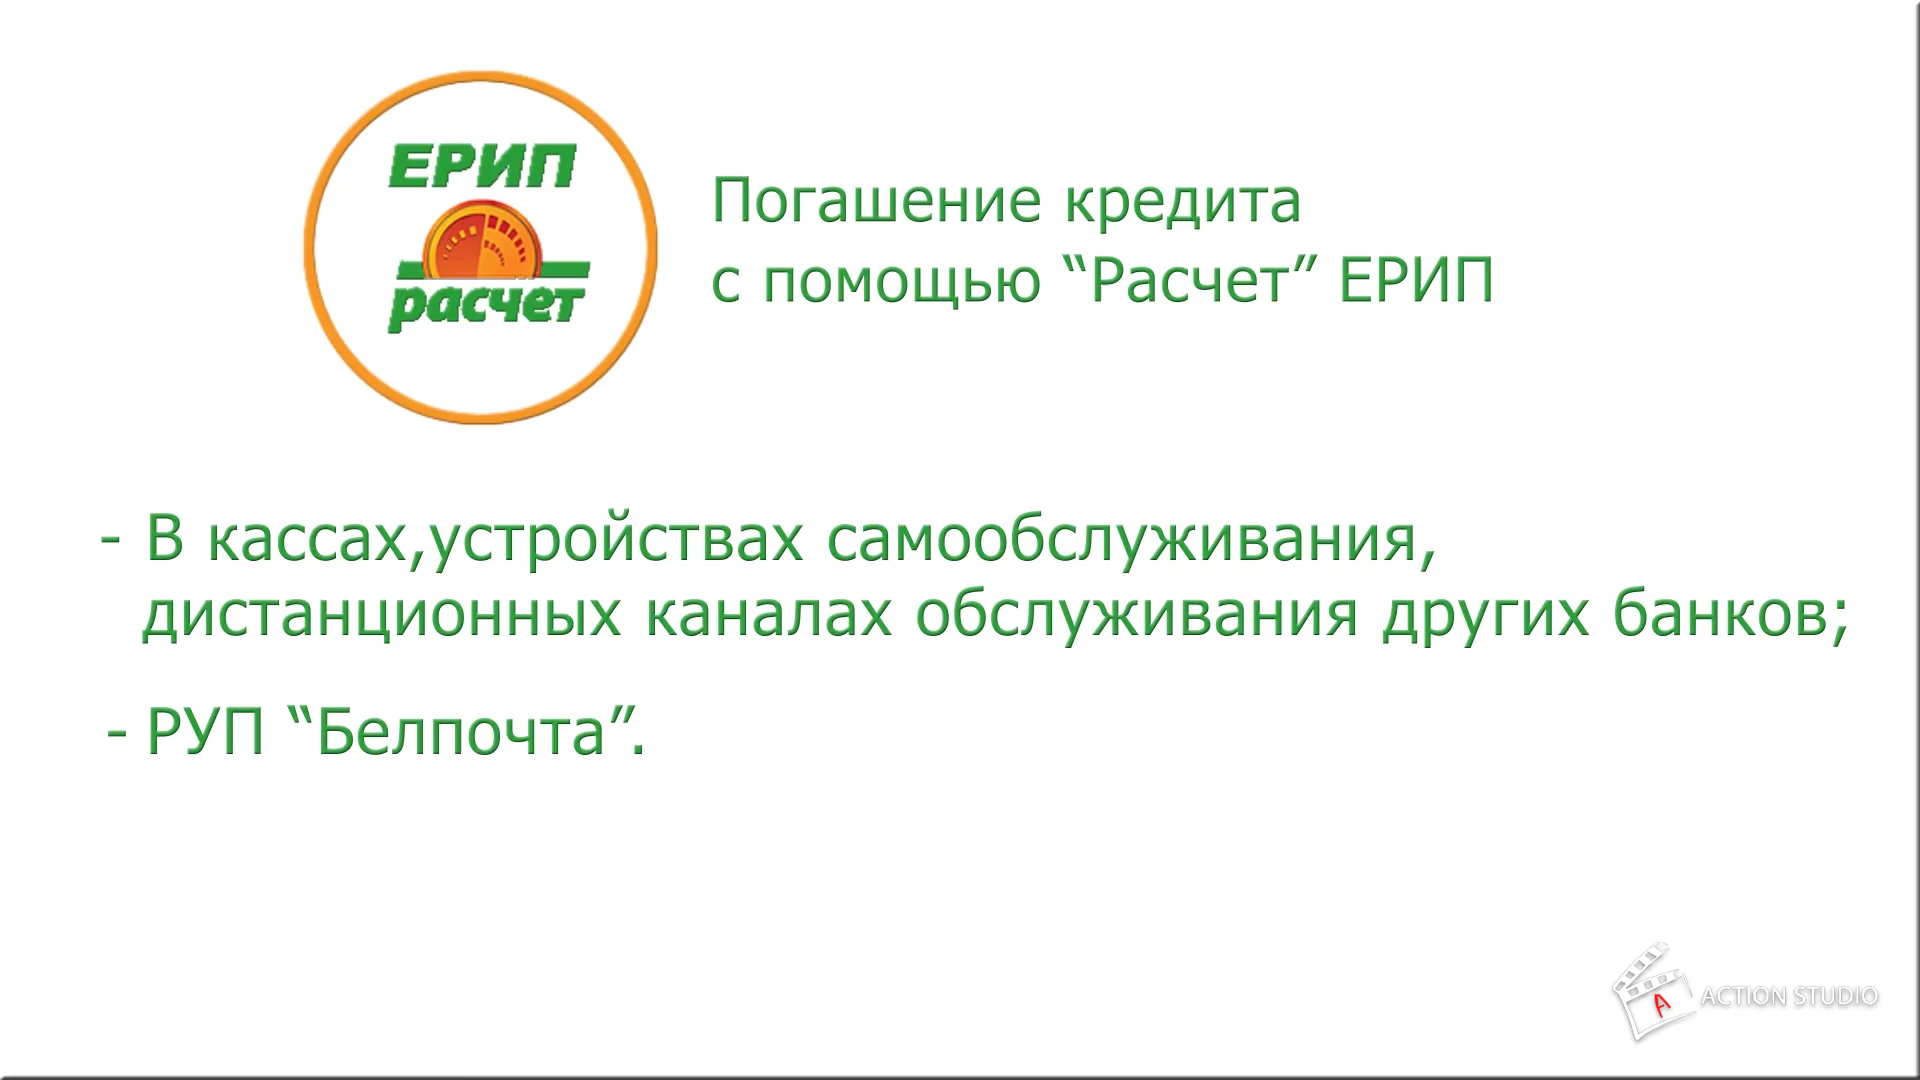 ЕРИП
расчет
Погашение кредита
с помощью “Расчет” ЕРИП
- В кассах,устройствах самообслуживания,
дистанционных каналах обслуживания других банков;
- РУП “Белпочта”.
A
ACTION STUDIO